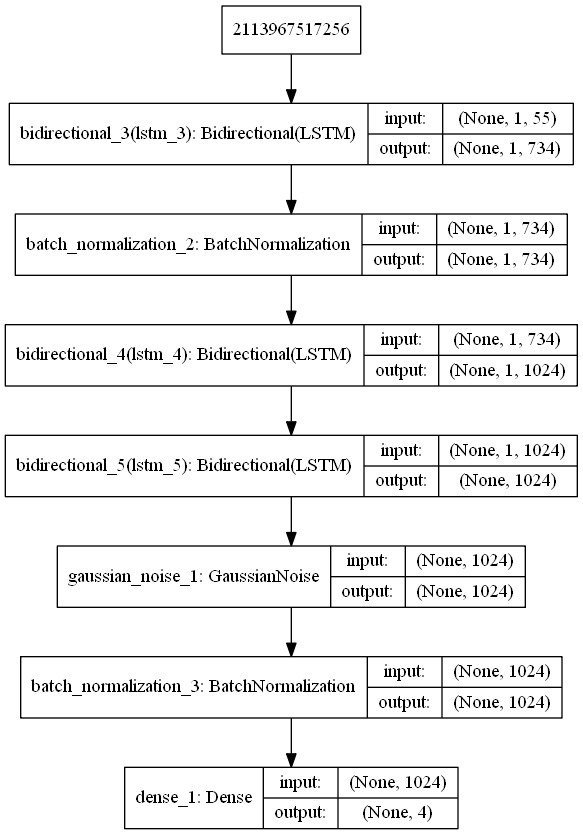 2113967517256
bidirectional_3(lstm_3): Bidirectional(LSTM)
input: (None, 1, 55)
output: (None, 1, 734)
batch_normalization_2: BatchNormalization
input: (None, 1, 734)
output: (None, 1, 734)
bidirectional_4(lstm_4): Bidirectional(LSTM)
input: (None, 1, 734)
output: (None, 1, 1024)
bidirectional_5(lstm_5): Bidirectional(LSTM)
input: (None, 1, 1024)
output: (None, 1024)
gaussian_noise_1: GaussianNoise
input: (None, 1024)
output: (None, 1024)
batch_normalization_3: BatchNormalization
input: (None, 1024)
output: (None, 1024)
dense_1: Dense
input: (None, 1024)
output: (None, 4)